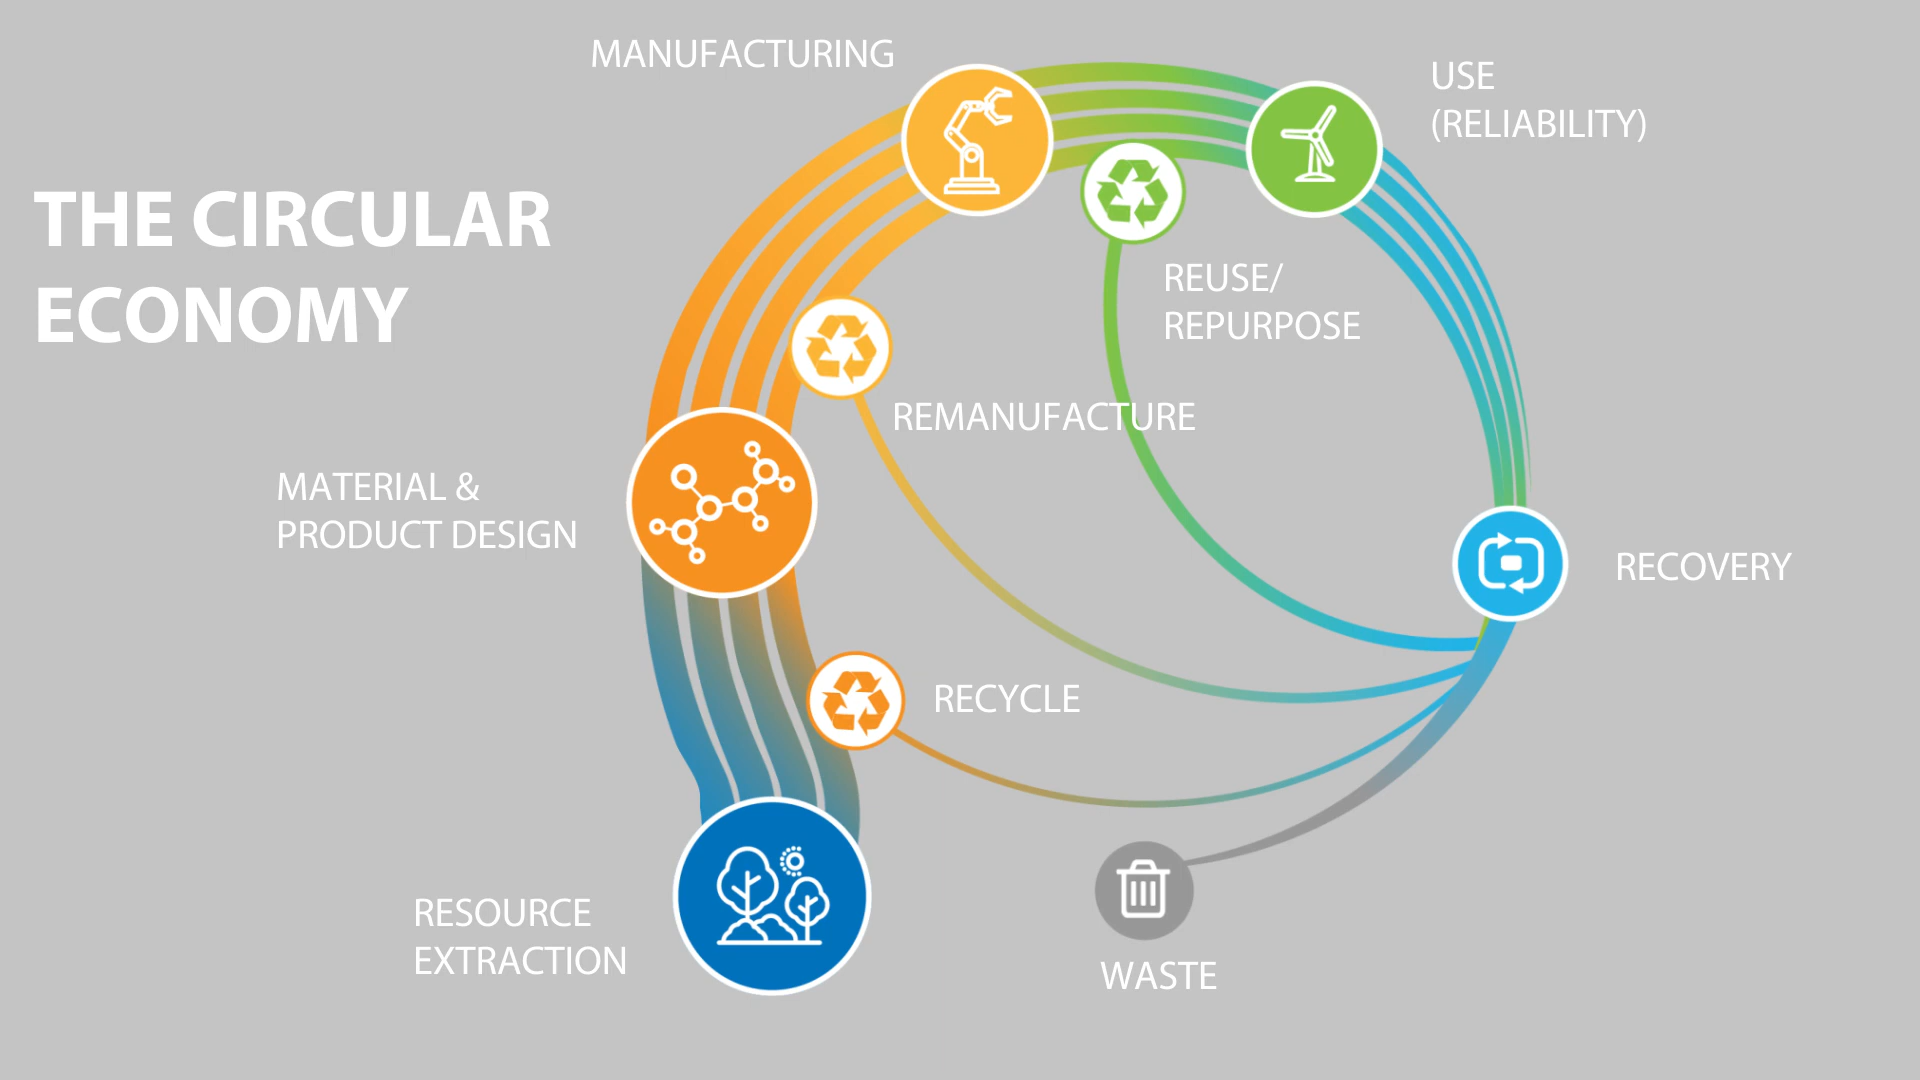 THE CIRCULAR
ECONOMY
MANUFACTURING
USE
(RELIABILITY)
REUSE/
REPURPOSE
REMANUFACTURE
MATERIAL &
PRODUCT DESIGN
RECOVERY
RECYCLE
RESOURCE
EXTRACTION
WASTE